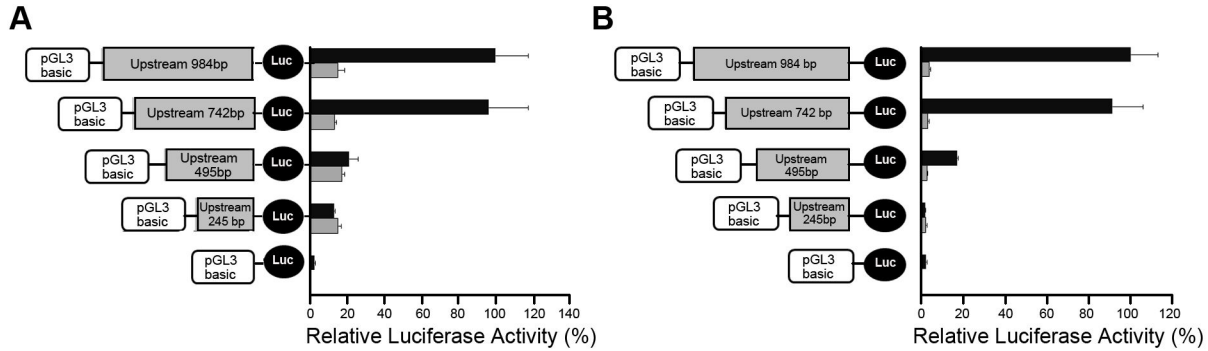 A
pGL3
basic
Upstream 984bp
Luc
pGL3
basic
Upstream 742bp
Luc
pGL3
basic
Upstream
495bp
Luc
pGL3
basic
Upstream
245 bp
Luc
pGL3
basic
Luc
0 20 40 60 80 100 120 140
Relative Luciferase Activity (%)
B
pGL3
basic
Upstream 984 bp
Luc
pGL3
basic
Upstream 742 bp
Luc
pGL3
basic
Upstream
495bp
Luc
pGL3
basic
Upstream
245bp
Luc
pGL3
basic
Luc
0 20 40 60 80 100 120
Relative Luciferase Activity (%)